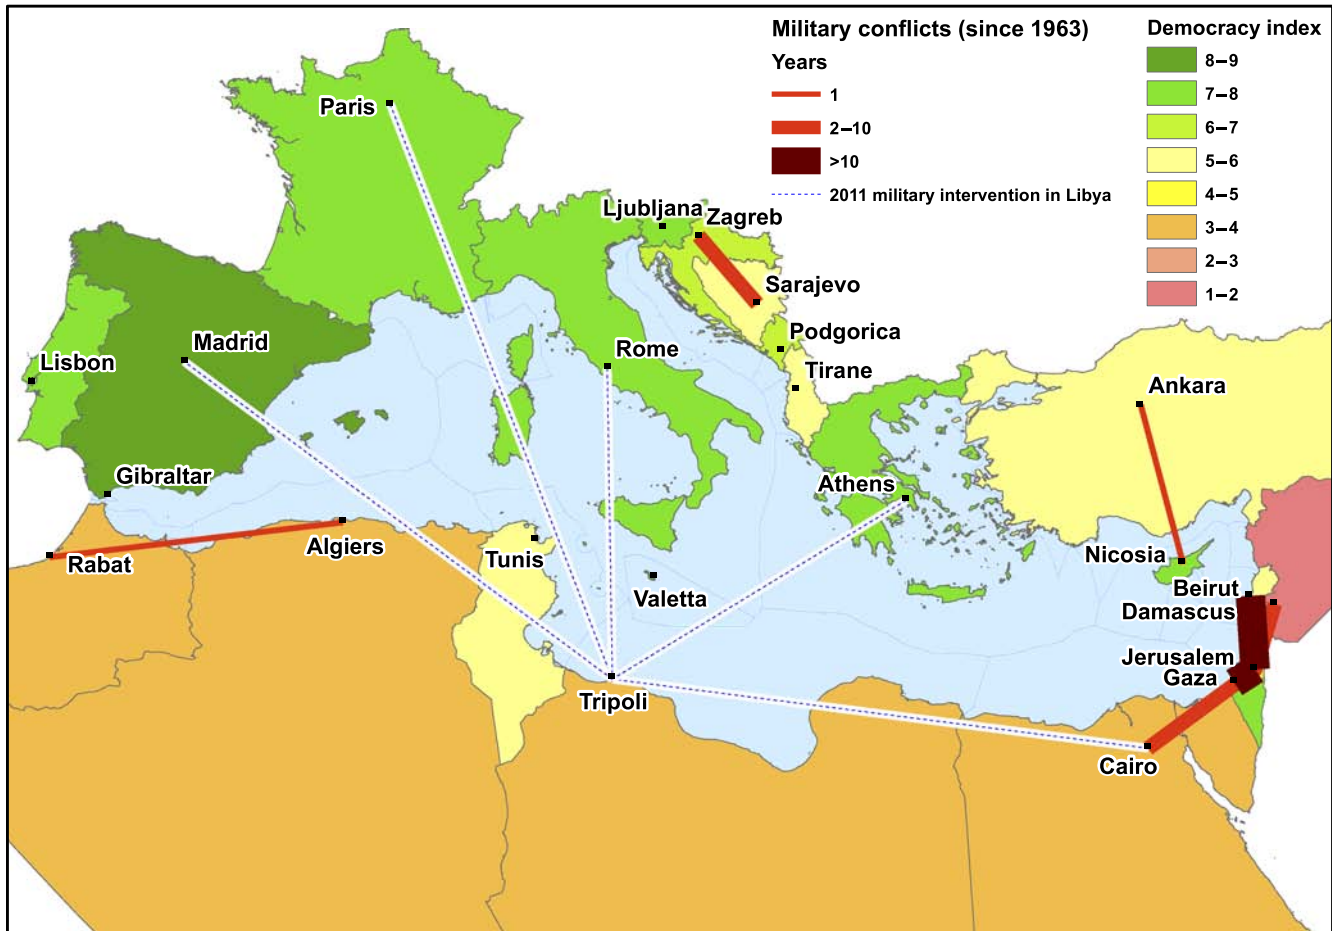 Military conflicts (since 1963)
Years
1
2–10
>10
2011 military intervention in Libya
Democracy index
8–9
7–8
6–7
5–6
4–5
3–4
2–3
1–2
Paris
Ljubljana
Zagreb
Sarajevo
Podgorica
Tirane
Madrid
Lisbon
Rome
Ankara
Gibraltar
Athens
Rabat
Algiers
Tunis
Valetta
Nicosia
Beirut
Damascus
Jerusalem
Gaza
Tripoli
Cairo